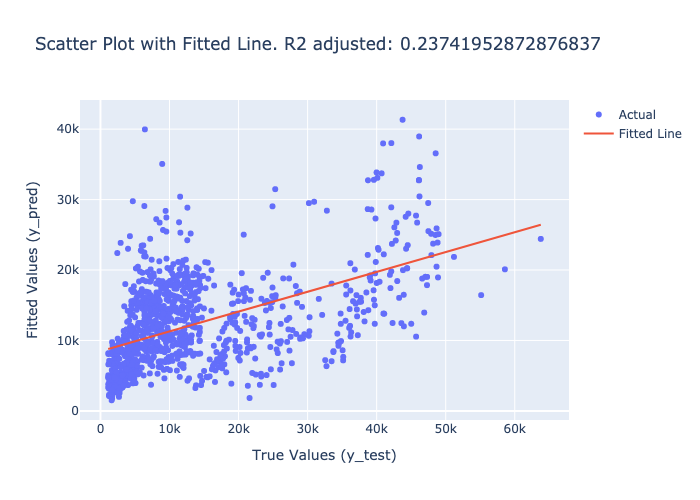 Scatter Plot with Fitted Line. R2 adjusted: 0.23741952872876837
Actual
Fitted Line
40k
30k
20k
10k
0
Fitted Values (y_pred)
0
10k
20k
30k
40k
50k
60k
True Values (y_test)